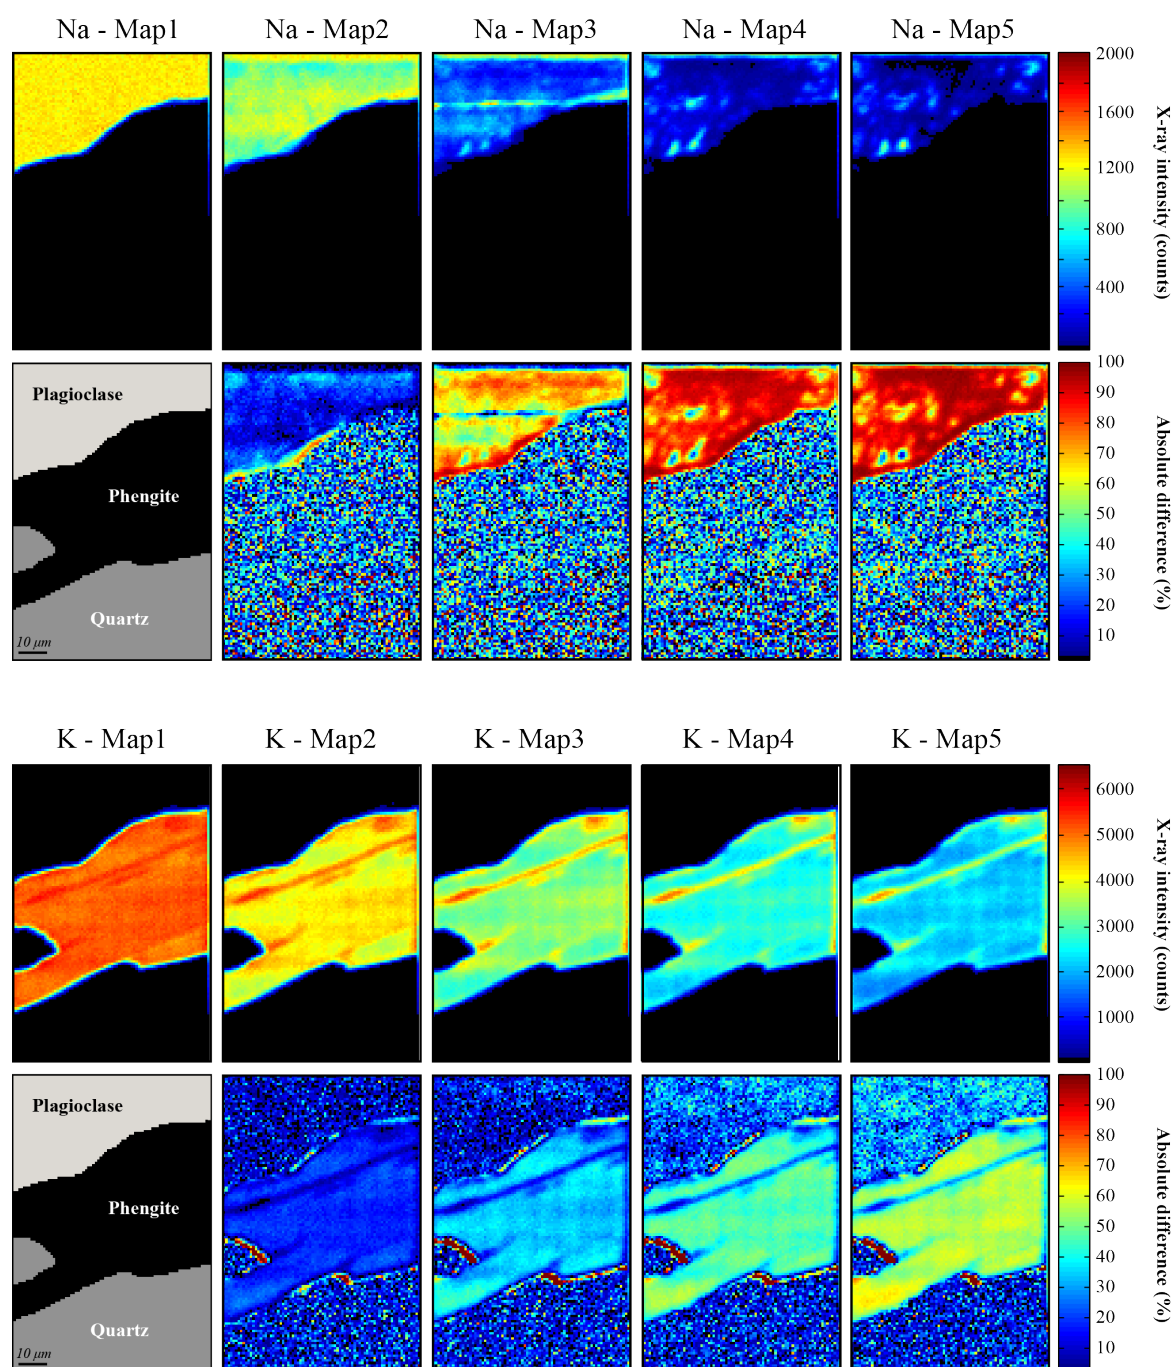 Na - Map1
Na - Map2
Na - Map3
Na - Map4
Na - Map5
2000
1600
1200
800
400
X-ray intensity (counts)
Plagioclase
Phengite
Quartz
10 μm
100
90
80
70
60
50
40
30
20
10
Absolute difference (%)
K - Map1
K - Map2
K - Map3
K - Map4
K - Map5
6000
5000
4000
3000
2000
1000
X-ray intensity (counts)
Plagioclase
Phengite
Quartz
10 μm
100
90
80
70
60
50
40
30
20
10
Absolute difference (%)